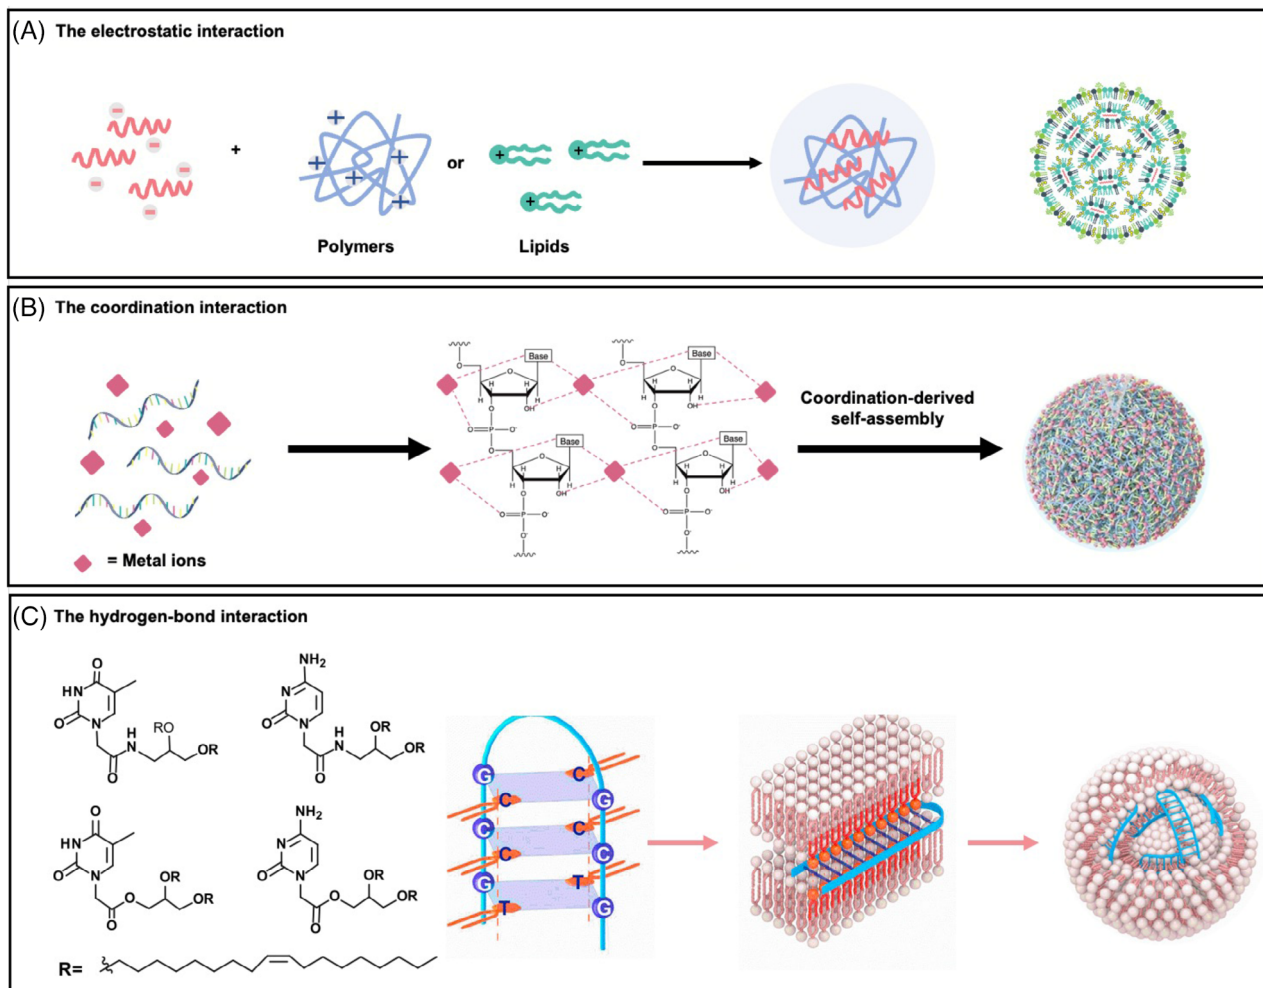 (A) The electrostatic interaction
+
or
Polymers
Lipids
(B) The coordination interaction
= Metal ions
Base
Base
O
O
O
O
H H
H H
H
H
OH
OH
O
O
O=P-O-
O=P-O-
O
O
Base
Base
O
O
H H
H H
H
H
OH
OH
O
O
O=P-O-
O=P-O-
O-
O-
Coordination-derived
self-assembly
(C) The hydrogen-bond interaction
O
HN
O
N
RO
H
N
OR
O
NH2
N
O
N
OR
H
N
OR
O
O
HN
O
N
OR
O
OR
O
NH2
N
O
N
OR
O
OR
O
R=
G
C
C
G
C
C
C
G
T
T
G